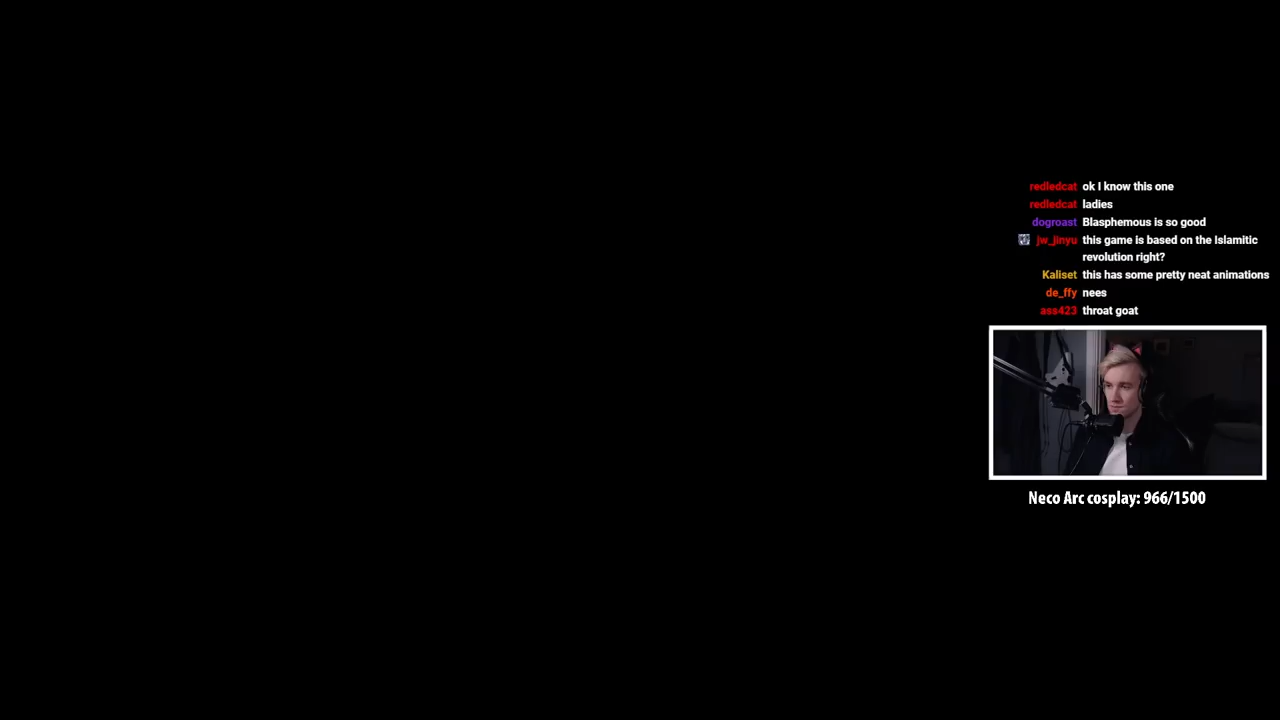 redledcat ok I know this one
redledcat ladies
dogroast Blasphemous is so good
jw_jinyu this game is based on the Islamitic
revolution right?
Kaliset this has some pretty neat animations
de_ffy nees
ass423 throat goat
Neco Arc cosplay: 966/1500